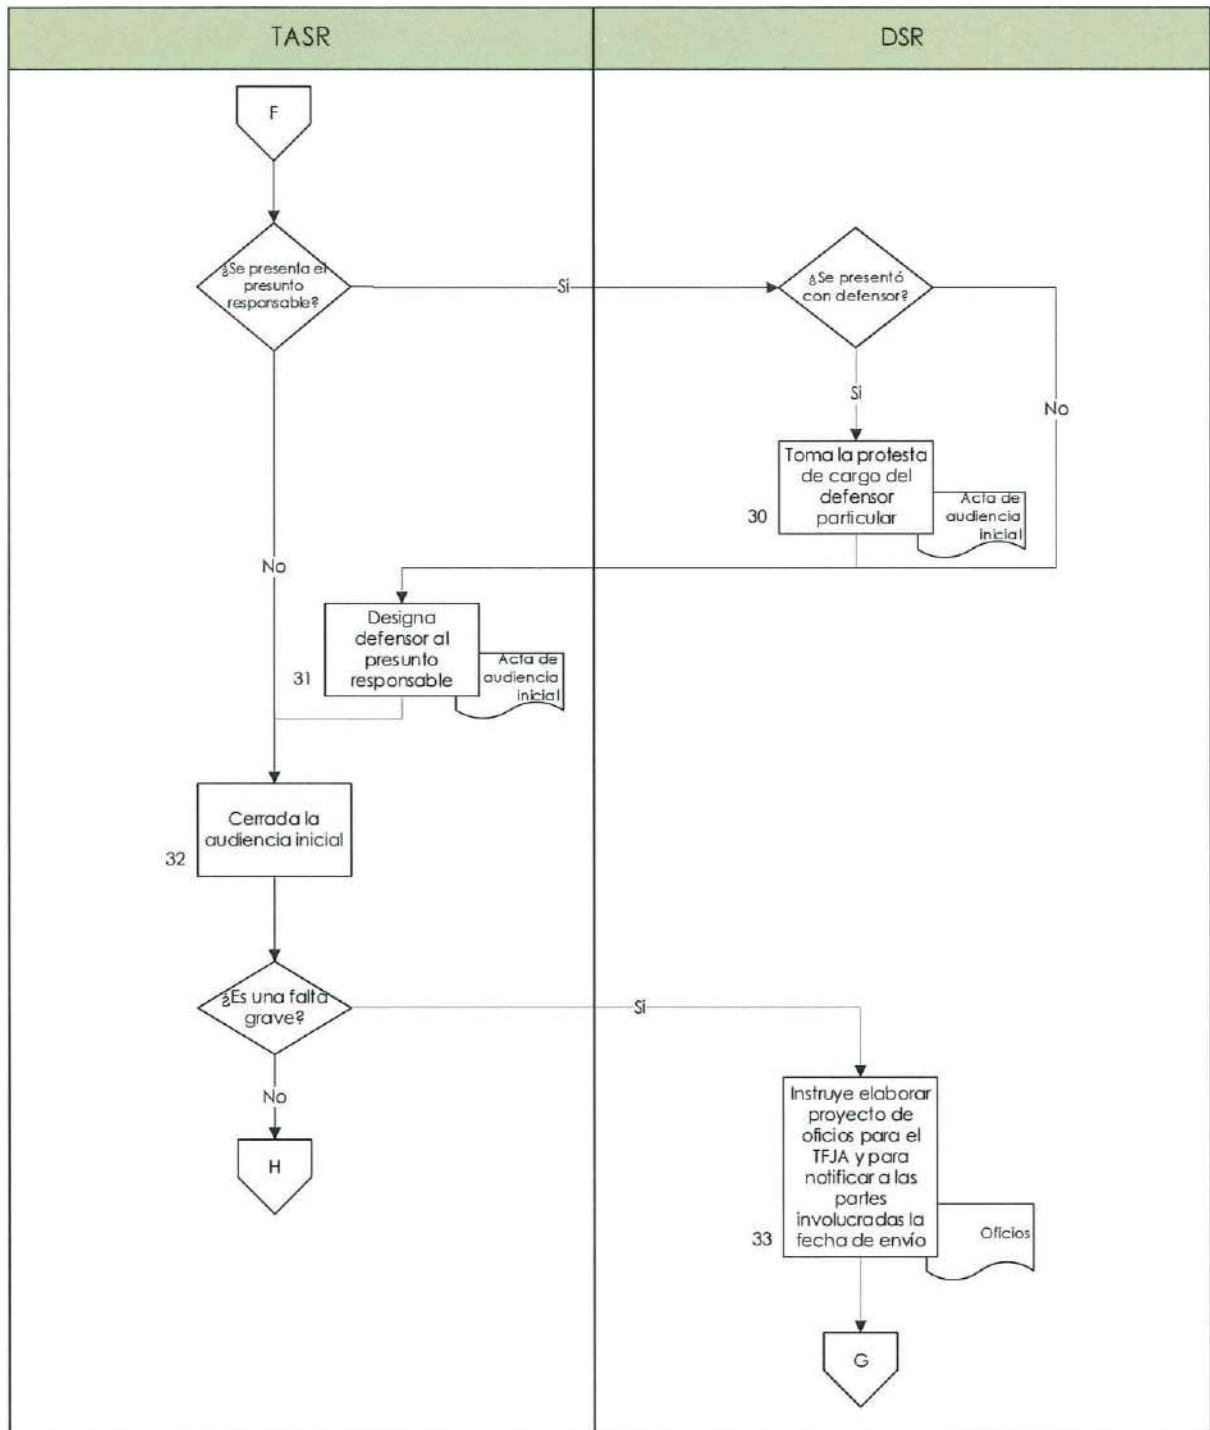 TASR
DSR
F
¿Se presenta el
presunto
responsable?
Sí
¿Se presentó
con defensor?
Sí
No
Toma la protesta
de cargo del
defensor
particular
30
Acta de
audiencia
inicial
No
Designa
defensor al
presunto
responsable
31
Acta de
audiencia
inicial
Cerrada la
audiencia inicial
32
¿Es una falta
grave?
Sí
No
H
Instruye elaborar
proyecto de
oficios para el
TFJA y para
notificar a las
partes
involucradas la
fecha de envío
33
Oficios
G